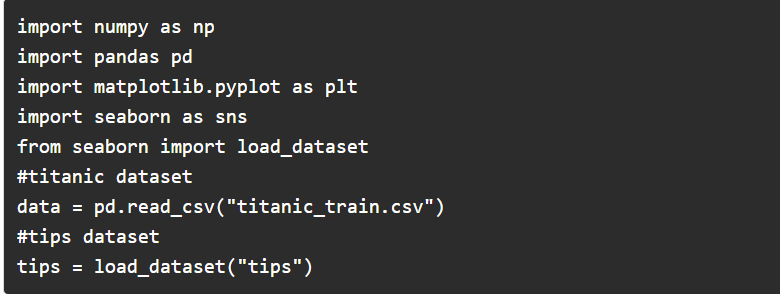 import numpy as np
import pandas pd
import matplotlib.pyplot as plt
import seaborn as sns
from seaborn import load_dataset
#titanic dataset
data = pd.read_csv("titanic_train.csv")
#tips dataset
tips = load_dataset("tips")